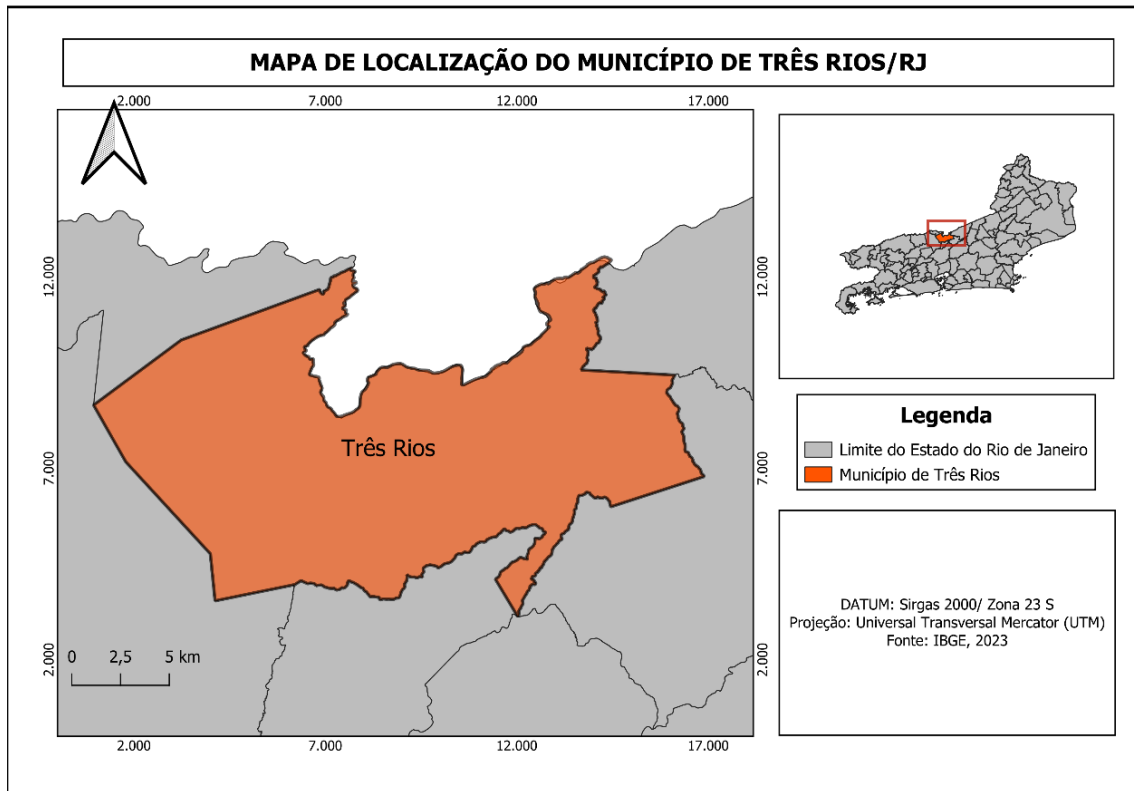 MAPA DE LOCALIZAÇÃO DO MUNICÍPIO DE TRÊS RIOS/RJ
2.000 7.000 12.000 17.000
12.000 12.000
Três Rios
7.000 7.000
Legenda
Limite do Estado do Rio de Janeiro
Município de Três Rios
DATUM: Sirgas 2000/ Zona 23 S
Projeção: Universal Transversal Mercator (UTM)
Fonte: IBGE, 2023
2.000 2.000
0 2,5 5 km
2.000 7.000 12.000 17.000